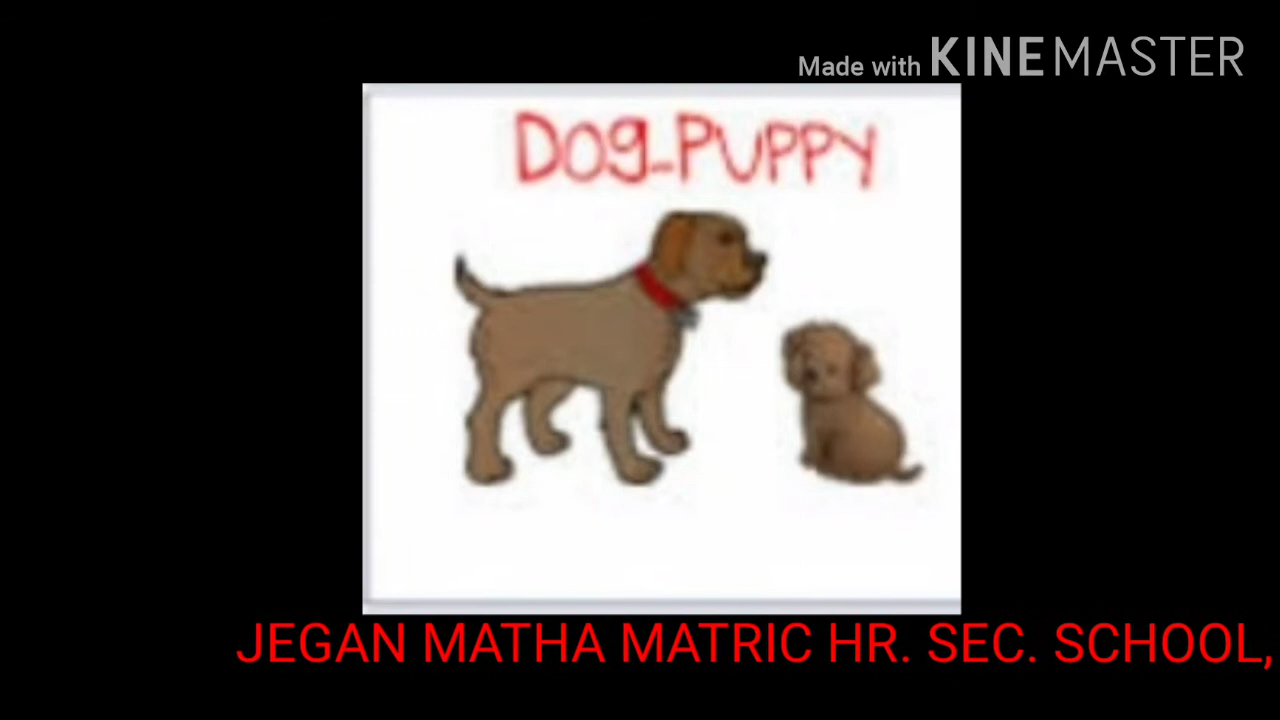 Made with KINEMASTER
DOg-PUPPY
JEGAN MATHA MATRIC HR. SEC. SCHOOL,